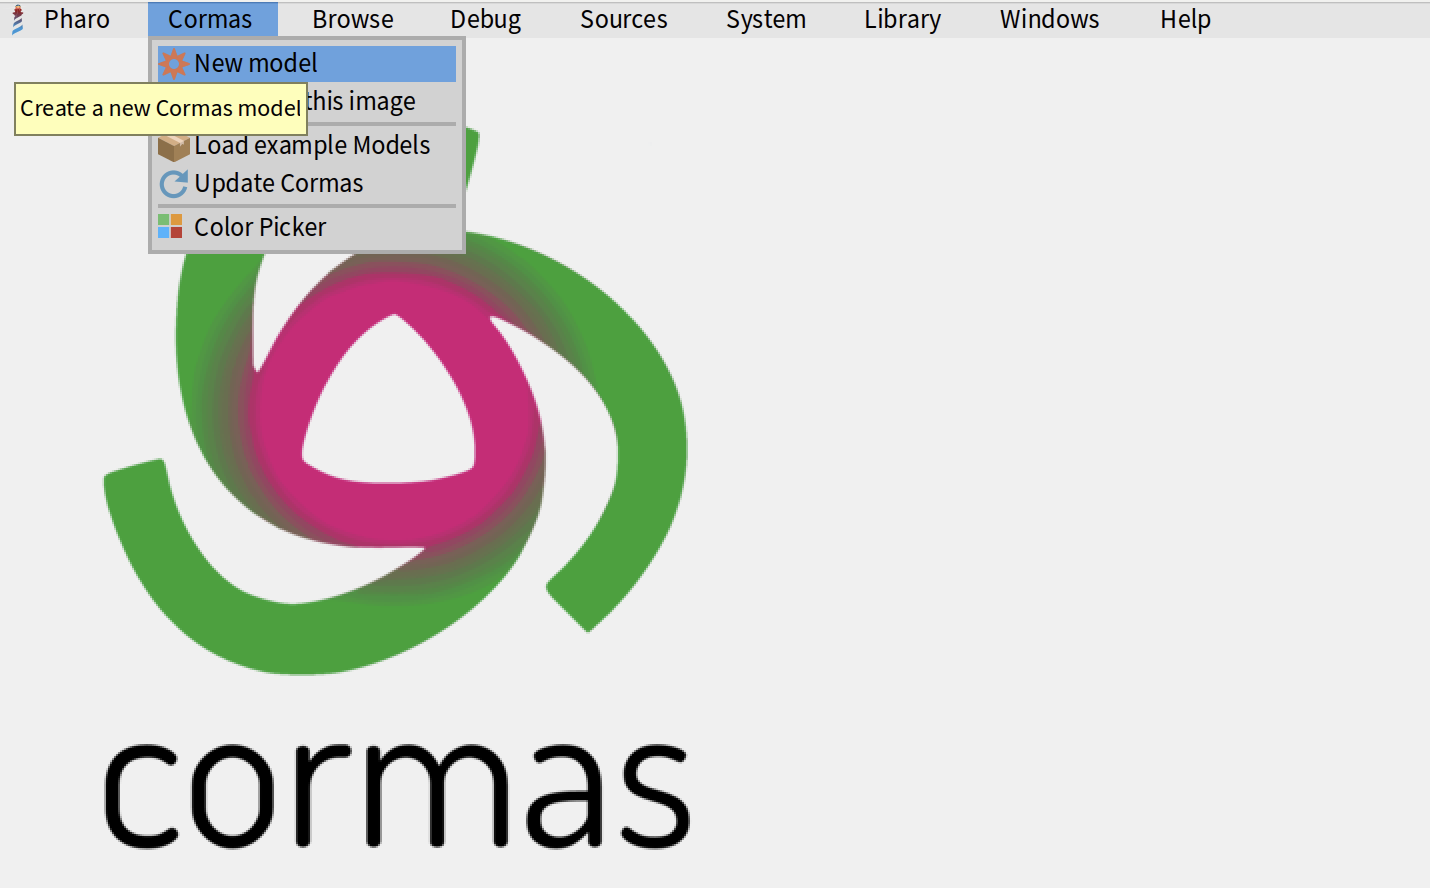 Pharo Cormas Browse Debug Sources System Library Windows Help
New model
this image
Create a new Cormas model
Load example Models
Update Cormas
Color Picker
cormas